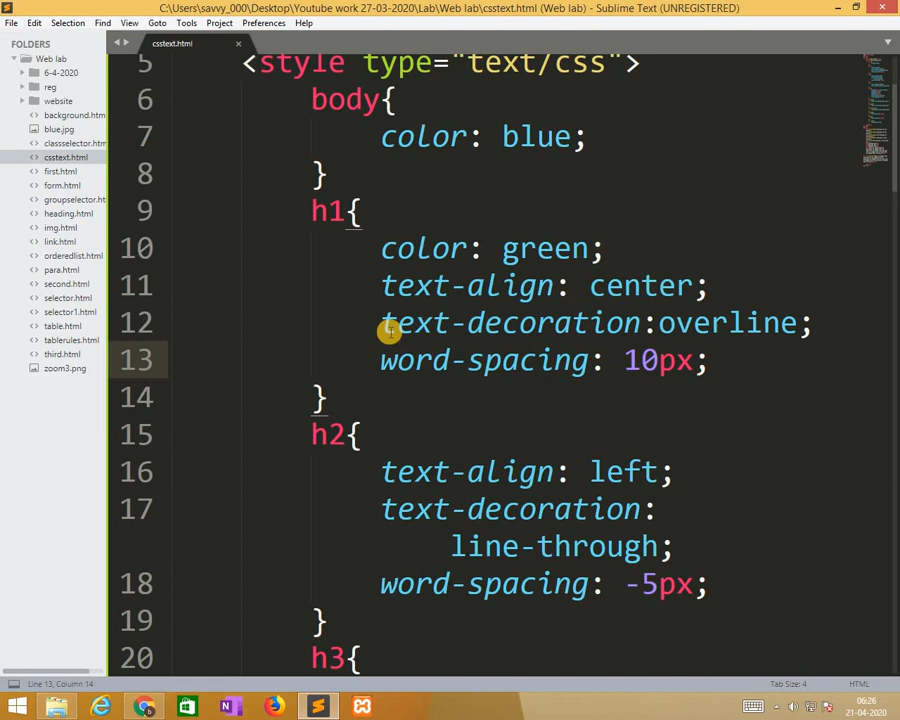 C:\Users\savvy_000\Desktop\Youtube work 27-03-2020\Lab\Web lab\csstext.html (Web lab) - Sublime Text (UNREGISTERED)
File Edit Selection Find View Goto Tools Project Preferences Help
FOLDERS
Web lab
6-4-2020
reg
website
background.htm
blue.jpg
classselector.htm
csstext.html
first.html
form.html
groupselector.ht
heading.html
img.html
link.html
orderedlist.html
para.html
second.html
selector.html
selector1.html
table.html
tablerules.html
third.html
zoom3.png
csstext.html
5 <style type="text/css">
6 body{
7 color: blue;
8 }
9 h1{
10 color: green;
11 text-align: center;
12 text-decoration:overline;
13 word-spacing: 10px;
14 }
15 h2{
16 text-align: left;
17 text-decoration:
line-through;
18 word-spacing: -5px;
19 }
20 h3{
Line 13, Column 14
Tab Size: 4
HTML
06:26
21-04-2020